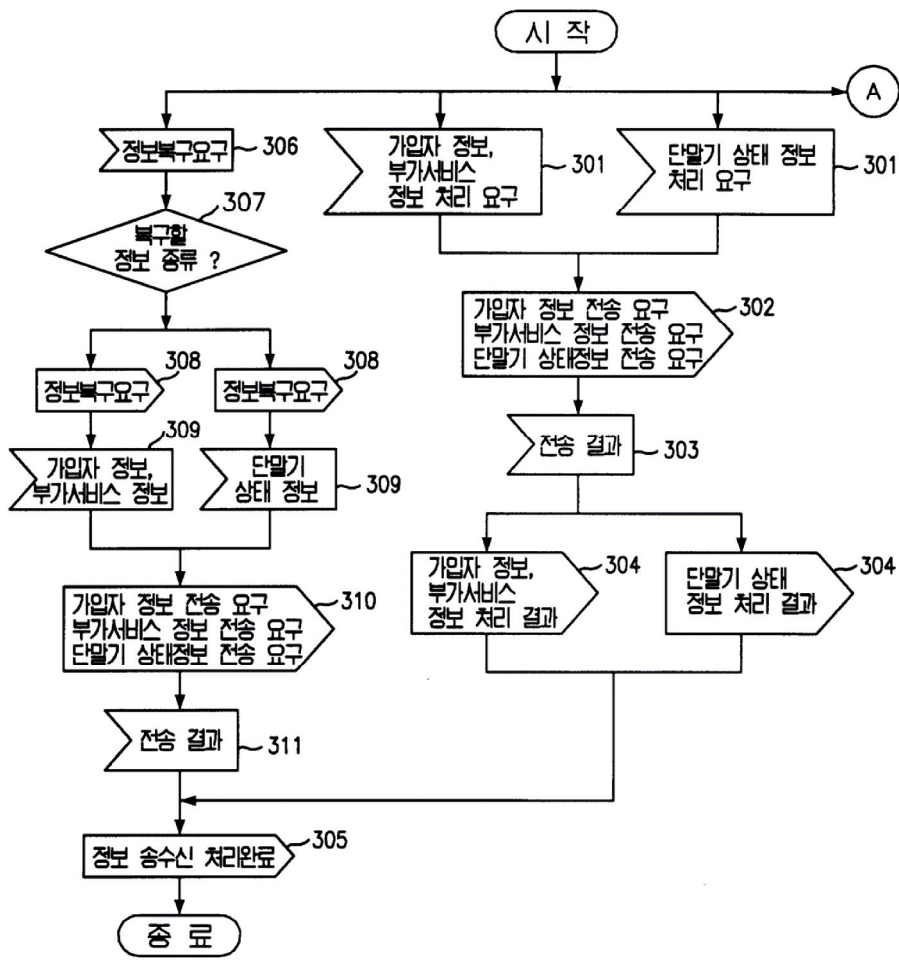 시 작
A
정보복구요구
306
가입자 정보,
부가서비스
정보 처리 요구
301
단말기 상태 정보
처리 요구
301
307
복구할
정보 종류 ?
가입자 정보 전송 요구
부가서비스 정보 전송 요구
단말기 상태정보 전송 요구
302
정보복구요구
308
정보복구요구
308
전송 결과
303
가입자 정보,
부가서비스 정보
309
단말기
상태 정보
309
가입자 정보,
부가서비스
정보 처리 결과
304
단말기 상태
정보 처리 결과
304
가입자 정보 전송 요구
부가서비스 정보 전송 요구
단말기 상태정보 전송 요구
310
전송 결과
311
정보 송수신 처리완료
305
종 료